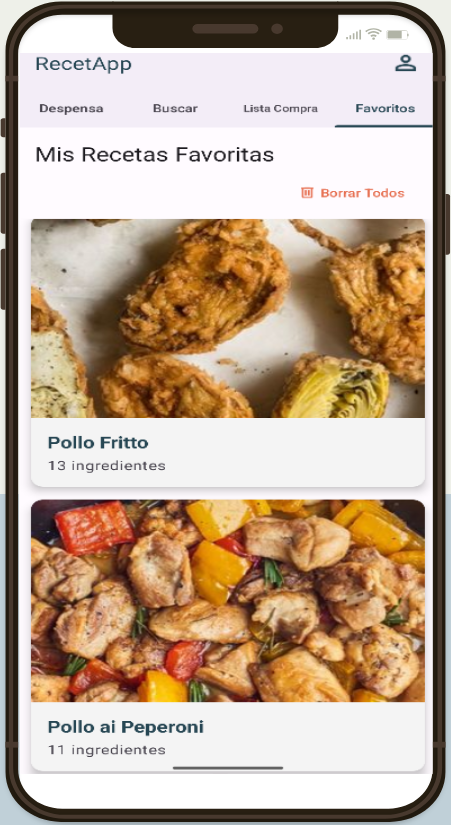 RecetApp
Despensa Buscar Lista Compra Favoritos
Mis Recetas Favoritas
Borrar Todos
Pollo Fritto
13 ingredientes
Pollo ai Peperoni
11 ingredientes